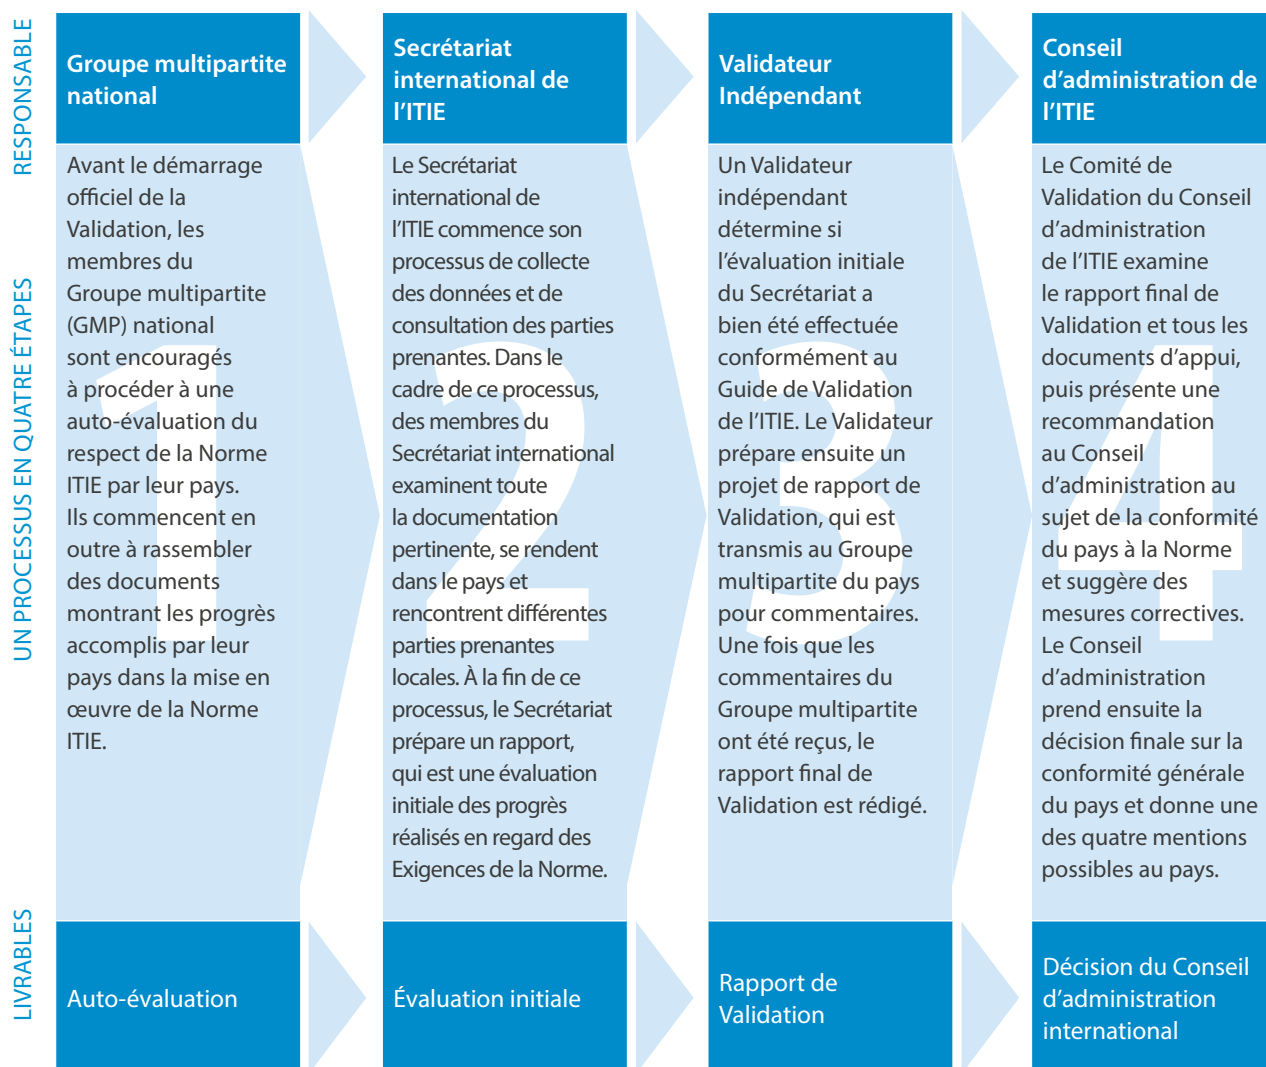 RESPONSABLE
Groupe multipartite
national
Secrétariat
international de
l’ITIE
Validateur
Indépendant
Conseil
d’administration de
l’ITIE
UN PROCESSUS EN QUATRE ÉTAPES
1
Avant le démarrage
officiel de la
Validation, les
membres du
Groupe multipartite
(GMP) national
sont encouragés
à procéder à une
auto-évaluation du
respect de la Norme
ITIE par leur pays.
Ils commencent en
outre à rassembler
des documents
montrant les progrès
accomplis par leur
pays dans la mise en
œuvre de la Norme
ITIE.
2
Le Secrétariat
international de
l’ITIE commence son
processus de collecte
des données et de
consultation des parties
prenantes. Dans le
cadre de ce processus,
des membres du
Secrétariat international
examinent toute
la documentation
pertinente, se rendent
dans le pays et
rencontrent différentes
parties prenantes
locales. À la fin de ce
processus, le Secrétariat
prépare un rapport,
qui est une évaluation
initiale des progrès
réalisés en regard des
Exigences de la Norme.
3
Un Validateur
indépendant
détermine si
l’évaluation initiale
du Secrétariat a
bien été effectuée
conformément au
Guide de Validation
de l’ITIE. Le Validateur
prépare ensuite un
projet de rapport de
Validation, qui est
transmis au Groupe
multipartite du pays
pour commentaires.
Une fois que les
commentaires du
Groupe multipartite
ont été reçus, le
rapport final de
Validation est rédigé.
4
Le Comité de
Validation du Conseil
d’administration
de l’ITIE examine
le rapport final de
Validation et tous les
documents d’appui,
puis présente une
recommandation
au Conseil
d’administration au
sujet de la conformité
du pays à la Norme
et suggère des
mesures correctives.
Le Conseil
d’administration
prend ensuite la
décision finale sur la
conformité générale
du pays et donne une
des quatre mentions
possibles au pays.
LIVRABLES
Auto-évaluation
Évaluation initiale
Rapport de
Validation
Décision du Conseil
d’administration
international